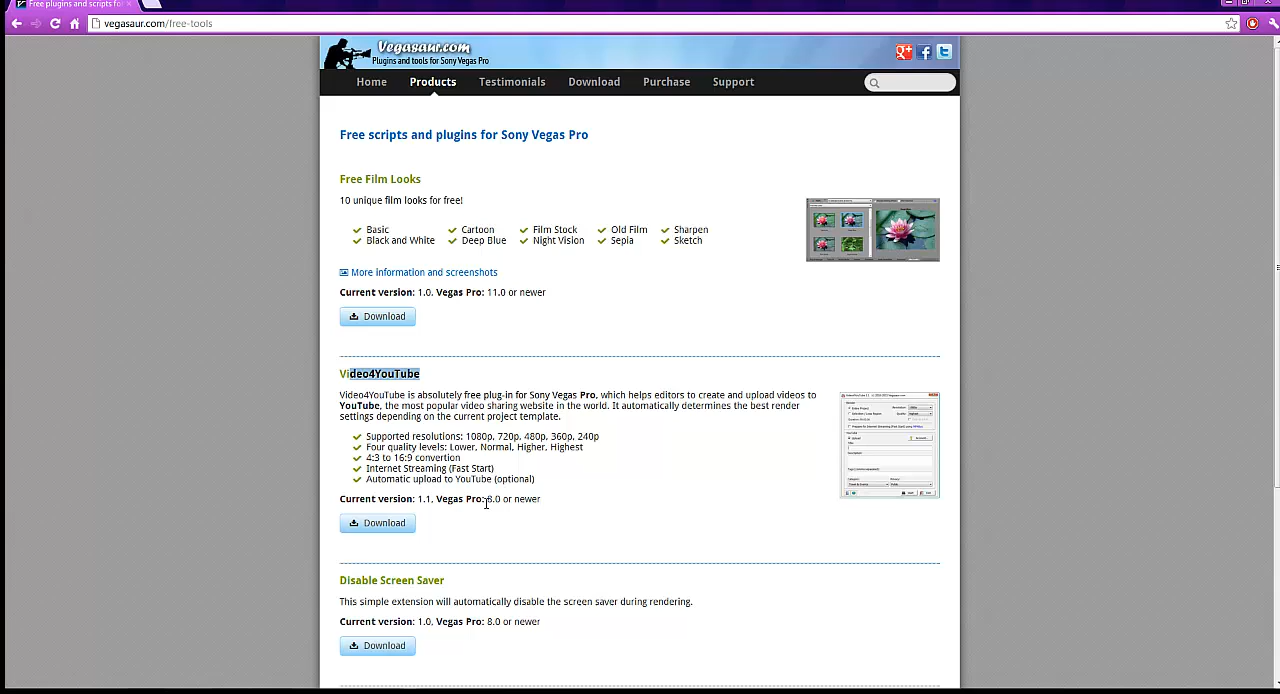 Free plugins and scripts for
vegasaur.com/free-tools
Vegasaur.com
Plugins and tools for Sony Vegas Pro
Home Products Testimonials Download Purchase Support
Free scripts and plugins for Sony Vegas Pro
Free Film Looks
10 unique film looks for free!
Basic Cartoon Film Stock Old Film Sharpen
Black and White Deep Blue Night Vision Sepia Sketch
More information and screenshots
Current version: 1.0, Vegas Pro: 11.0 or newer
Download
Video4YouTube
Video4YouTube is absolutely free plug-in for Sony Vegas Pro, which helps editors to create and upload videos to
YouTube, the most popular video sharing website in the world. It automatically determines the best render
settings depending on the current project template.
Supported resolutions: 1080p, 720p, 480p, 360p, 240p
Four quality levels: Lower, Normal, Higher, Highest
4:3 to 16:9 convertion
Internet Streaming (Fast Start)
Automatic upload to YouTube (optional)
Current version: 1.1, Vegas Pro: 8.0 or newer
Download
Disable Screen Saver
This simple extension will automatically disable the screen saver during rendering.
Current version: 1.0, Vegas Pro: 8.0 or newer
Download